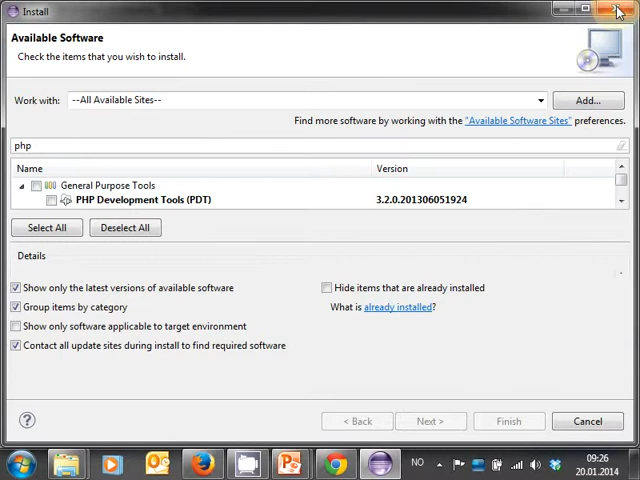 Install
Available Software
Check the items that you wish to install.
Work with: --All Available Sites-- Add...
Find more software by working with the "Available Software Sites" preferences.
php
Name Version
General Purpose Tools
PHP Development Tools (PDT) 3.2.0.201306051924
Select All Deselect All
Details
Show only the latest versions of available software Hide items that are already installed
Group items by category What is already installed?
Show only software applicable to target environment
Contact all update sites during install to find required software
? < Back Next > Finish Cancel
NO 09:26
20.01.2014